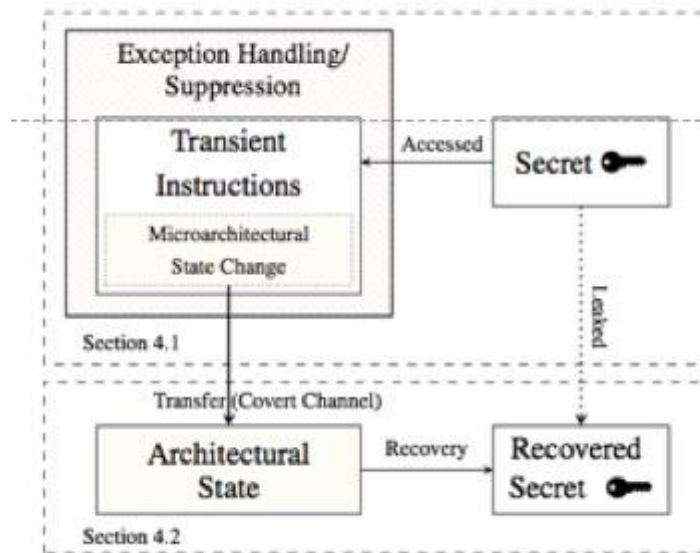 Exception Handling/
Suppression
Transient
Instructions
Accessed
Secret
Microarchitectural
State Change
Leaked
Section 4.1
Transfer (Covert Channel)
Architectural
State
Recovery
Recovered
Secret
Section 4.2